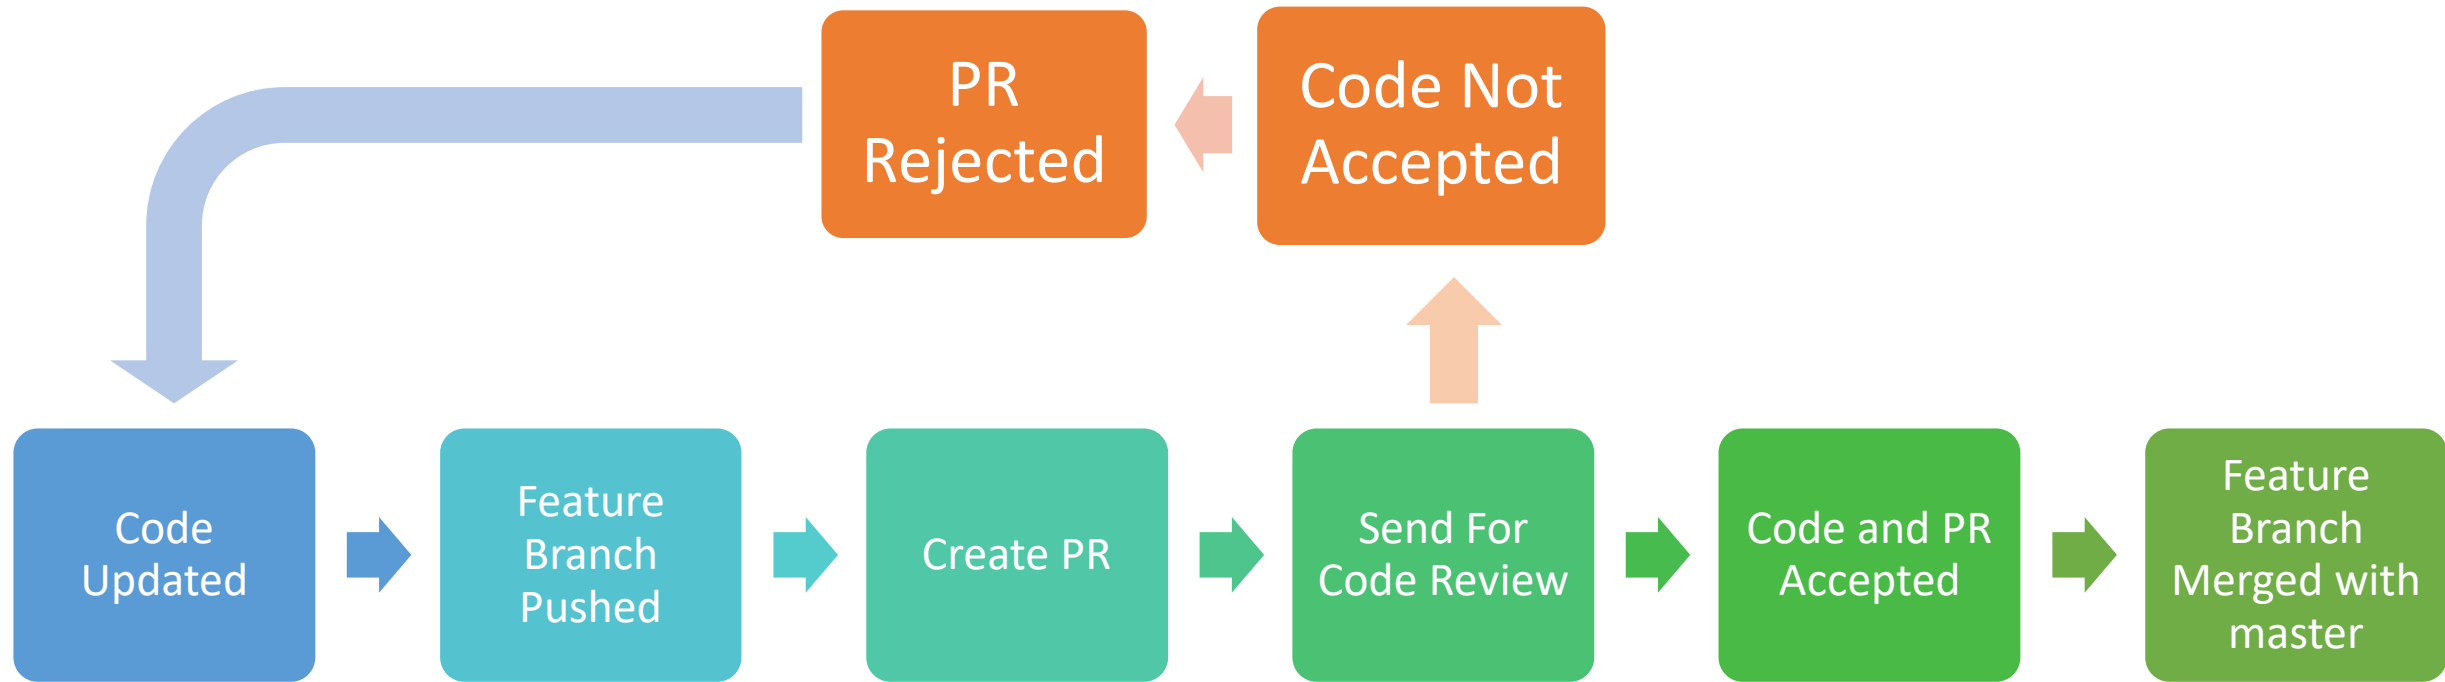 PR
Rejected
Code Not
Accepted
Code
Updated
Feature
Branch
Pushed
Create PR
Send For
Code Review
Code and PR
Accepted
Feature
Branch
Merged with
master